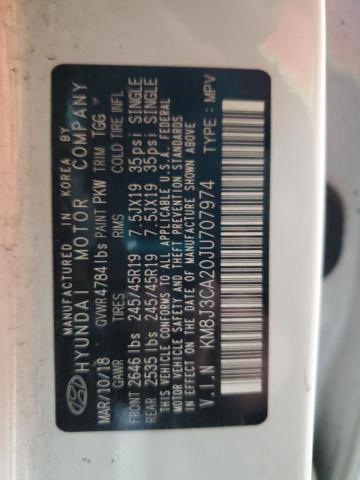 MANUFACTURED IN KOREA BY
HYUNDAI MOTOR COMPANY
MAR/10/18 GVWR 4784 lbs PAINT PKW TRIM TGG
GAWR TIRES RIMS COLD TIRE INFL
FRONT 2646 lbs 245/45R19 7.5JX19 35psi SINGLE
REAR 2535 lbs 245/45R19 7.5JX19 35psi SINGLE
THIS VEHICLE CONFORMS TO ALL APPLICABLE U.S.A. FEDERAL
MOTOR VEHICLE SAFETY AND THEFT PREVENTION STANDARDS
IN EFFECT ON THE DATE OF MANUFACTURE SHOWN ABOVE.
V.I.N : KM8J3CA20JU707974 TYPE : MPV